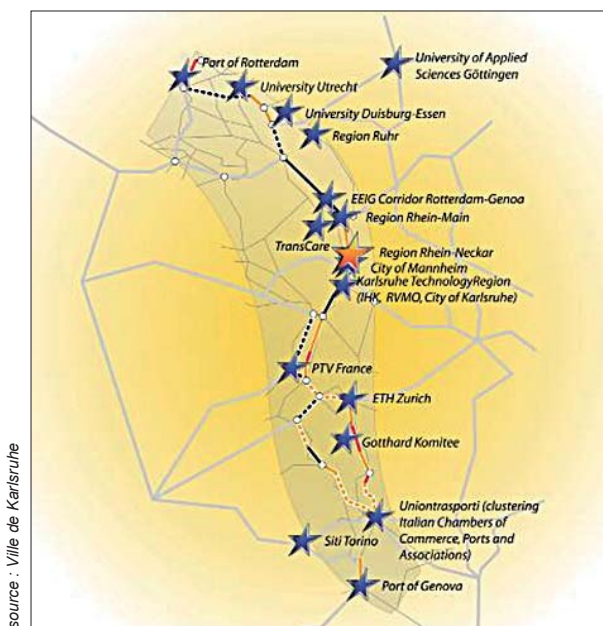 Port of Rotterdam
University of Applied
Sciences Göttingen
University Utrecht
University Duisburg-Essen
Region Ruhr
EEIG Corridor Rotterdam-Genoa
Region Rhein-Main
TransCare
Region Rhein-Neckar
City of Mannheim
Karlsruhe TechnologyRegion
(IHK, RVMO, City of Karlsruhe)
PTV France
ETH Zurich
Gotthard Komitee
Uniontrasporti (clustering
Italian Chambers of
Commerce, Ports and
Associations)
Siti Torino
Port of Genova
source : Ville de Karlsruhe